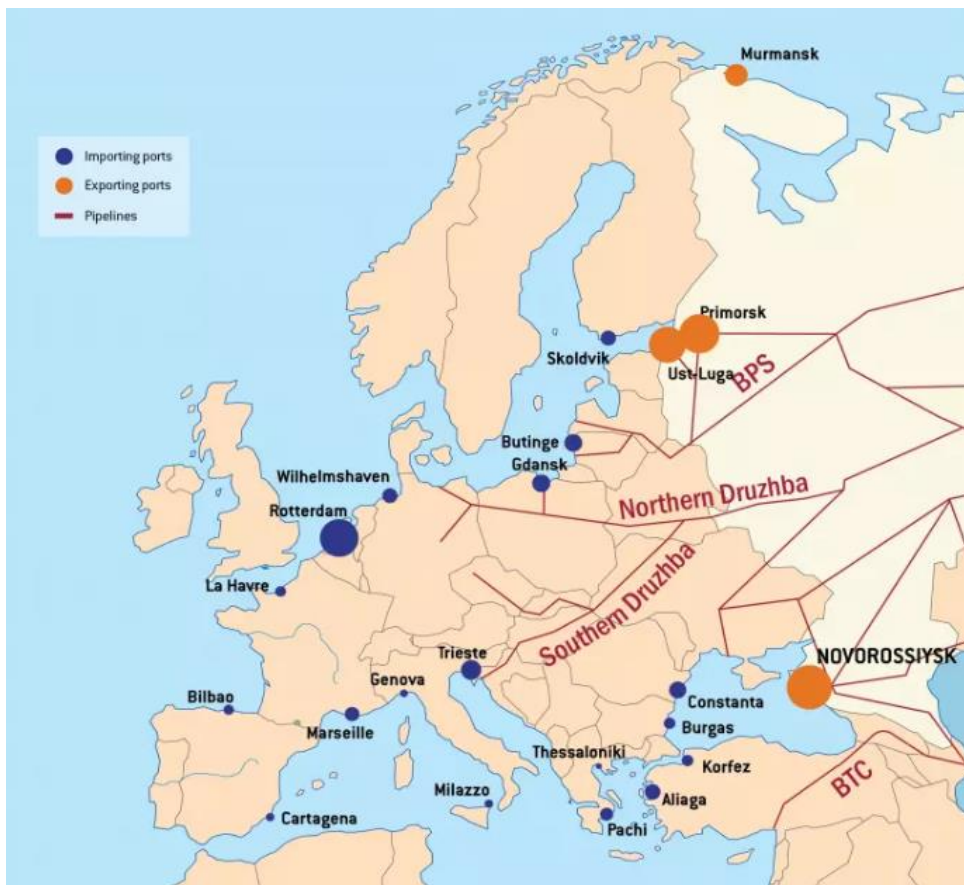 Murmansk
Importing ports
Exporting ports
Pipelines
Primorsk
Skoldvik
Ust-Luga
BPS
Butinge
Gdansk
Wilhelmshaven
Northern Druzhba
Rotterdam
La Havre
Southern Druzhba
Trieste
NOVOROSSIYSK
Genova
Bilbao
Constanta
Marseille
Burgas
Thessaloniki
Korfez
BTC
Milazzo
Aliaga
Cartagena
Pachi